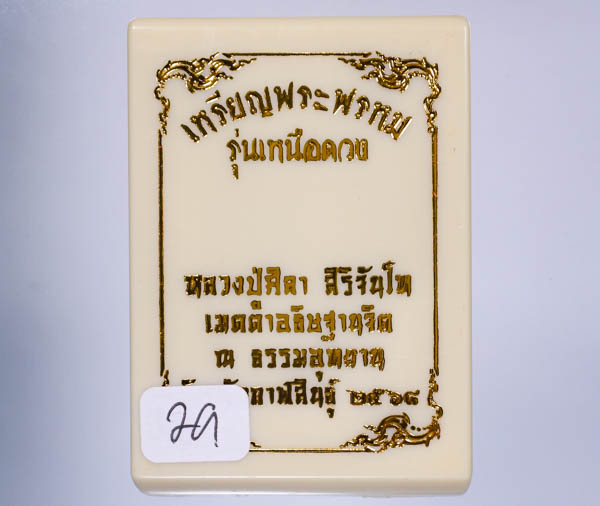 เหรียญพระพรหม
รุ่นเหนือดวง
หลวงปู่ศิลา สิริจันโท
เมตตาอธิษฐานจิต
ณ ธรรมอุทยาน
กาฬสินธุ์ ๒๕๖๘